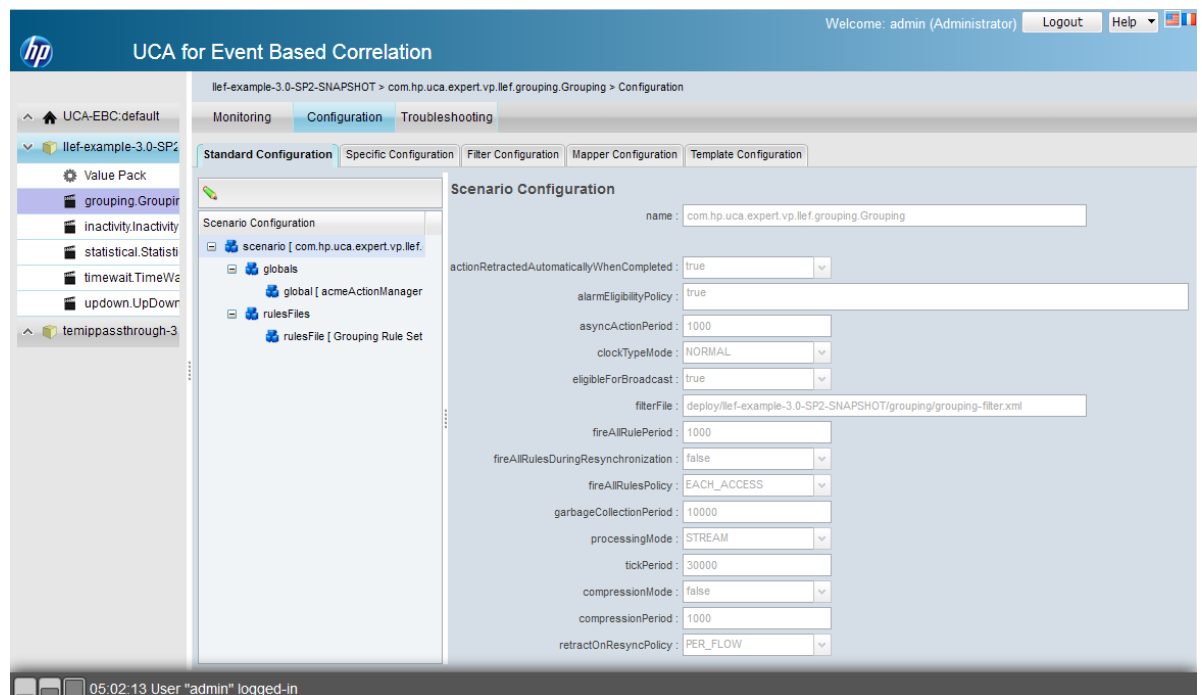 Welcome: admin (Administrator) Logout Help
hp UCA for Event Based Correlation
llef-example-3.0-SP2-SNAPSHOT > com.hp.uca.expert.vp.llef.grouping.Grouping > Configuration
UCA-EBC:default
llef-example-3.0-SP2
Value Pack
grouping.Groupin
inactivity.Inactivity
statistical.Statisti
timewait.TimeWa
updown.UpDown
temippassthrough-3
Monitoring Configuration Troubleshooting
Standard Configuration Specific Configuration Filter Configuration Mapper Configuration Template Configuration
Scenario Configuration
scenario [ com.hp.uca.expert.vp.llef.
globals
global [ acmeActionManager
rulesFiles
rulesFile [ Grouping Rule Set
Scenario Configuration
name : com.hp.uca.expert.vp.llef.grouping.Grouping
actionRetractedAutomaticallyWhenCompleted : true
alarmEligibilityPolicy : true
asyncActionPeriod : 1000
clockTypeMode : NORMAL
eligibleForBroadcast : true
filterFile : deploy/llef-example-3.0-SP2-SNAPSHOT/grouping/grouping-filter.xml
fireAllRulePeriod : 1000
fireAllRulesDuringResynchronization : false
fireAllRulesPolicy : EACH_ACCESS
garbageCollectionPeriod : 10000
processingMode : STREAM
tickPeriod : 30000
compressionMode : false
compressionPeriod : 1000
retractOnResyncPolicy : PER_FLOW
05:02:13 User "admin" logged-in